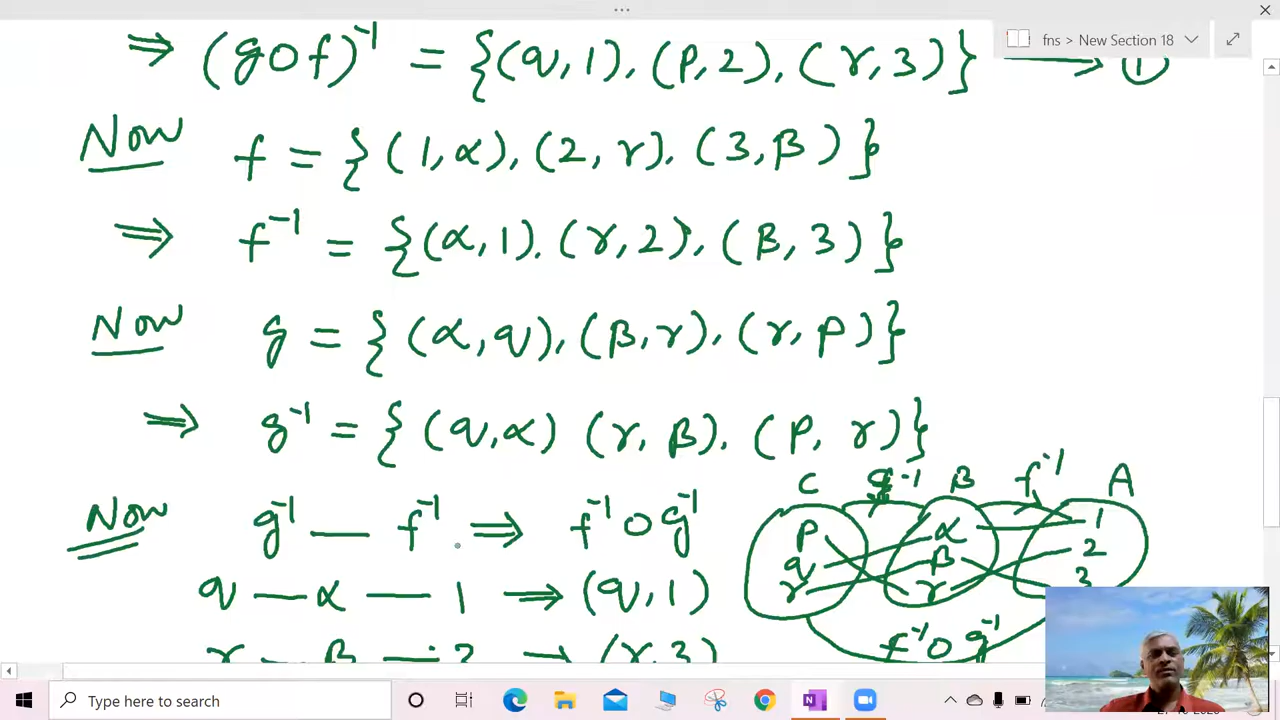 fns > New Section 18
⇒ (gof)⁻¹ = {(q,1), (p,2), (r,3)} → ①
Now f = {(1,α), (2,r), (3,β)}
⇒ f⁻¹ = {(α,1), (r,2), (β,3)}
Now g = {(α,q), (β,r), (r,p)}
⇒ g⁻¹ = {(q,α) (r,β), (p,r)}
Now g⁻¹ — f⁻¹ ⇒ f⁻¹og⁻¹
q — α — 1 ⇒ (q,1)
C g⁻¹ B f⁻¹ A
p α 1
q β 2
r r 3
f⁻¹og⁻¹
Type here to search